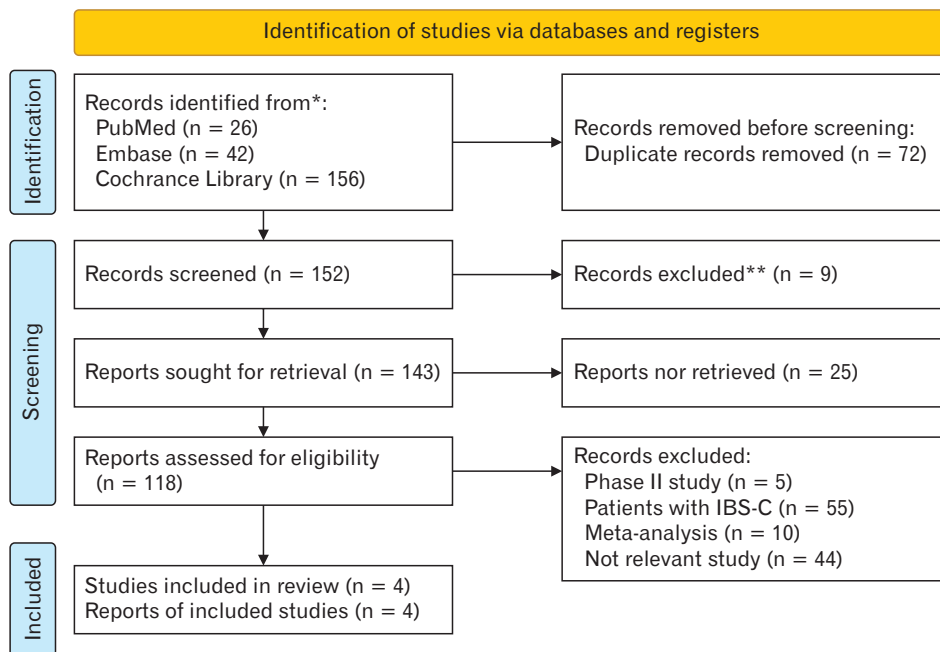 Identification of studies via databases and registers
Identification
Records identified from*:
PubMed (n = 26)
Embase (n = 42)
Cochrance Library (n = 156)
Records removed before screening:
Duplicate records removed (n = 72)
Screening
Records screened (n = 152)
Records excluded** (n = 9)
Reports sought for retrieval (n = 143)
Reports nor retrieved (n = 25)
Reports assessed for eligibility
(n = 118)
Records excluded:
Phase II study (n = 5)
Patients with IBS-C (n = 55)
Meta-analysis (n = 10)
Not relevant study (n = 44)
Included
Studies included in review (n = 4)
Reports of included studies (n = 4)